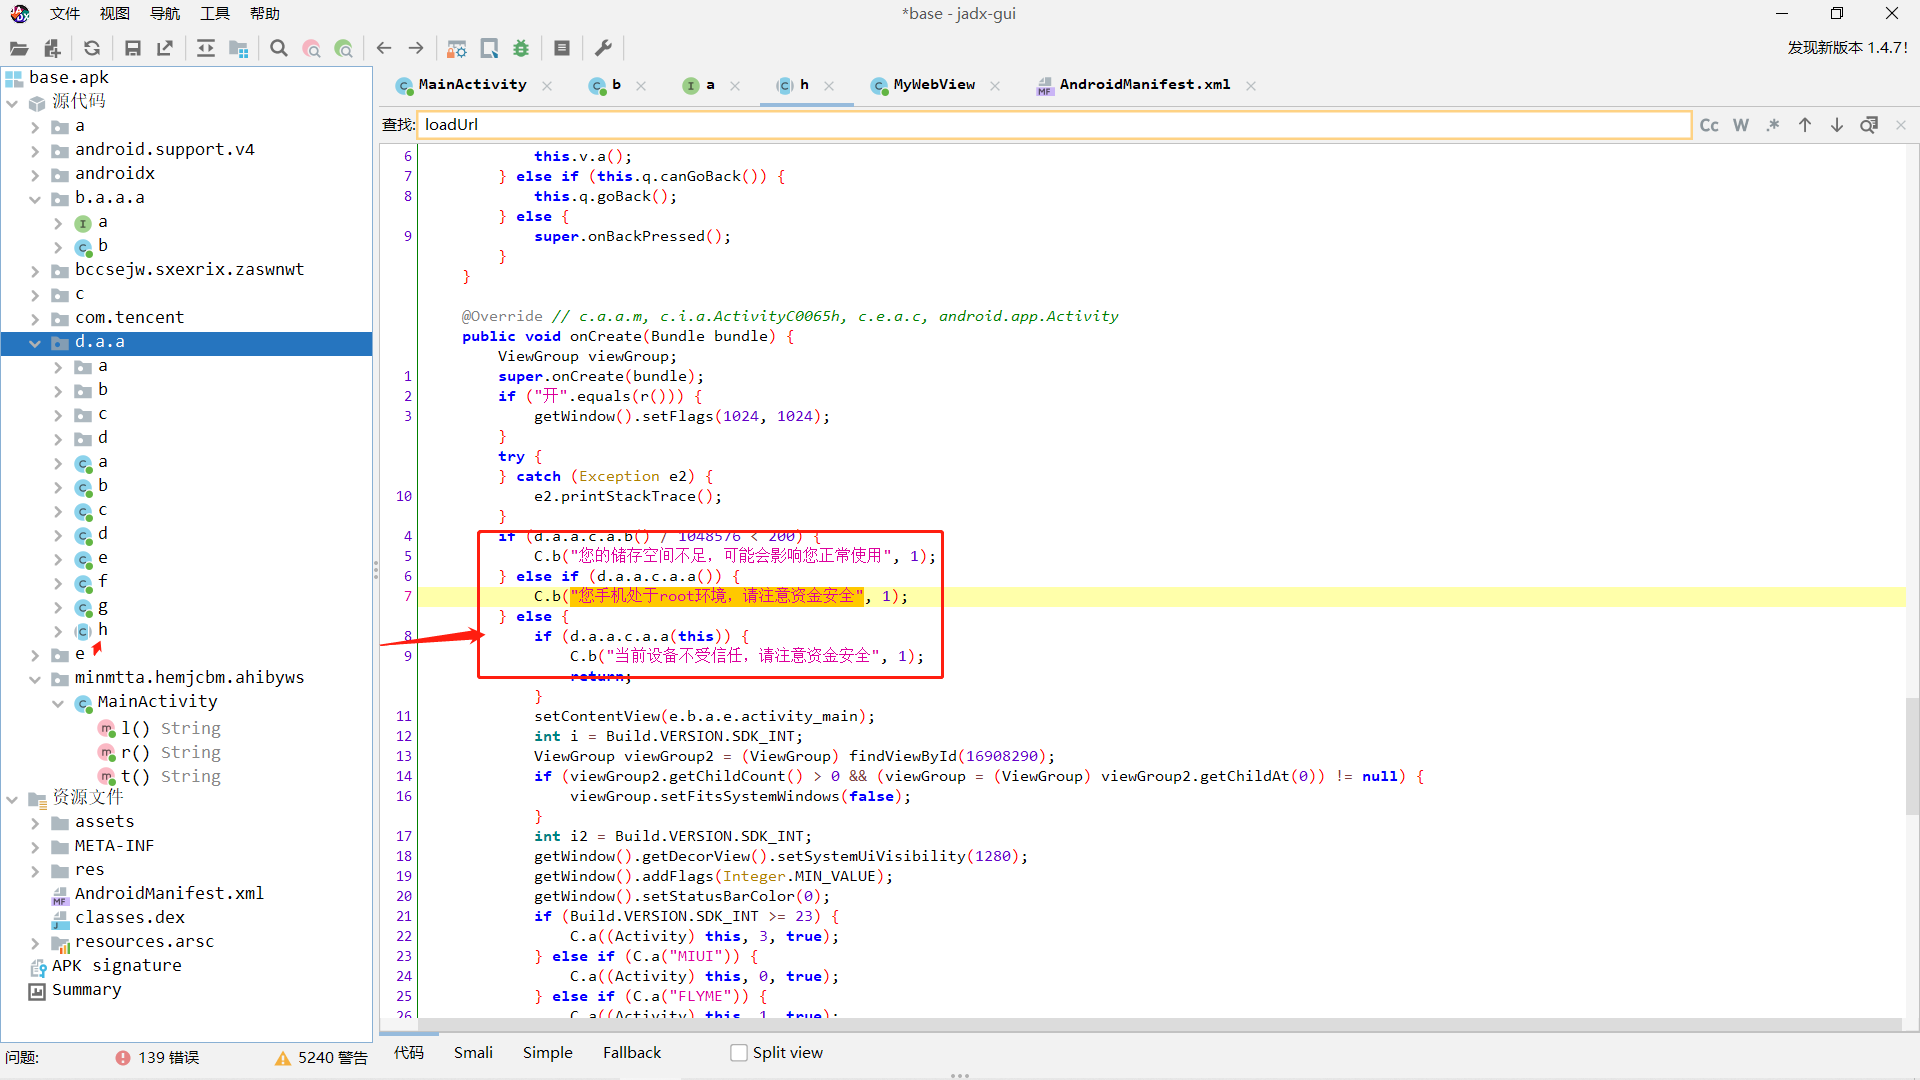 文件 视图 导航 工具 帮助
*base - jadx-gui
发现新版本 1.4.7!
base.apk
源代码
a
android.support.v4
androidx
b.a.a.a
a
b
bccsejw.sxexrix.zaswnwt
c
com.tencent
d.a.a
a
b
c
d
a
b
c
d
e
f
g
h
e
minmtta.hemjcbm.ahibyws
MainActivity
l() String
r() String
t() String
资源文件
assets
META-INF
res
AndroidManifest.xml
classes.dex
resources.arsc
APK signature
Summary
问题: 139 错误 5240 警告
MainActivity b a h MyWebView AndroidManifest.xml
查找: loadUrl Cc W .*
6 this.v.a();
7 } else if (this.q.canGoBack()) {
8 this.q.goBack();
} else {
9 super.onBackPressed();
}
}
@Override // c.a.a.m, c.i.a.ActivityC0065h, c.e.a.c, android.app.Activity
public void onCreate(Bundle bundle) {
ViewGroup viewGroup;
1 super.onCreate(bundle);
2 if ("开".equals(r())) {
3 getWindow().setFlags(1024, 1024);
}
try {
} catch (Exception e2) {
10 e2.printStackTrace();
}
4 if (d.a.a.c.a.b() / 1048576 < 200) {
5 C.b("您的储存空间不足，可能会影响您正常使用", 1);
6 } else if (d.a.a.c.a.a()) {
7 C.b("您手机处于root环境，请注意资金安全", 1);
} else {
8 if (d.a.a.c.a.a(this)) {
9 C.b("当前设备不受信任，请注意资金安全", 1);
return;
}
11 setContentView(e.b.a.e.activity_main);
12 int i = Build.VERSION.SDK_INT;
13 ViewGroup viewGroup2 = (ViewGroup) findViewById(16908290);
14 if (viewGroup2.getChildCount() > 0 && (viewGroup = (ViewGroup) viewGroup2.getChildAt(0)) != null) {
16 viewGroup.setFitsSystemWindows(false);
}
17 int i2 = Build.VERSION.SDK_INT;
18 getWindow().getDecorView().setSystemUiVisibility(1280);
19 getWindow().addFlags(Integer.MIN_VALUE);
20 getWindow().setStatusBarColor(0);
21 if (Build.VERSION.SDK_INT >= 23) {
22 C.a((Activity) this, 3, true);
23 } else if (C.a("MIUI")) {
24 C.a((Activity) this, 0, true);
25 } else if (C.a("FLYME")) {
26 C.a((Activity) this, 1, true);
代码 Smali Simple Fallback Split view